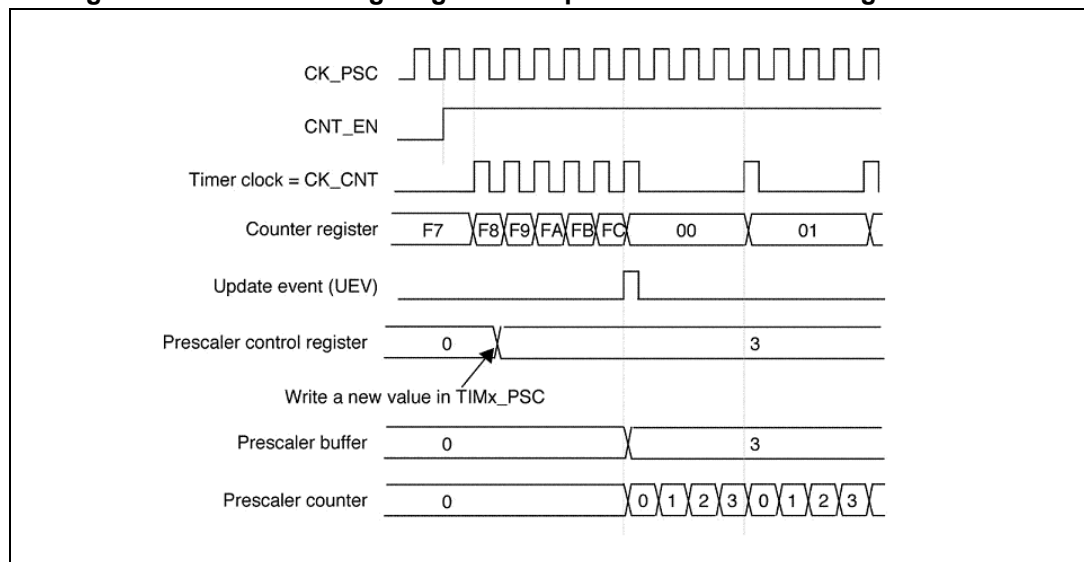 CK_PSC
CNT_EN
Timer clock = CK_CNT
Counter register F7 F8 F9 FA FB FC 00 01
Update event (UEV)
Prescaler control register 0 3
Write a new value in TIMx_PSC
Prescaler buffer 0 3
Prescaler counter 0 0 1 2 3 0 1 2 3